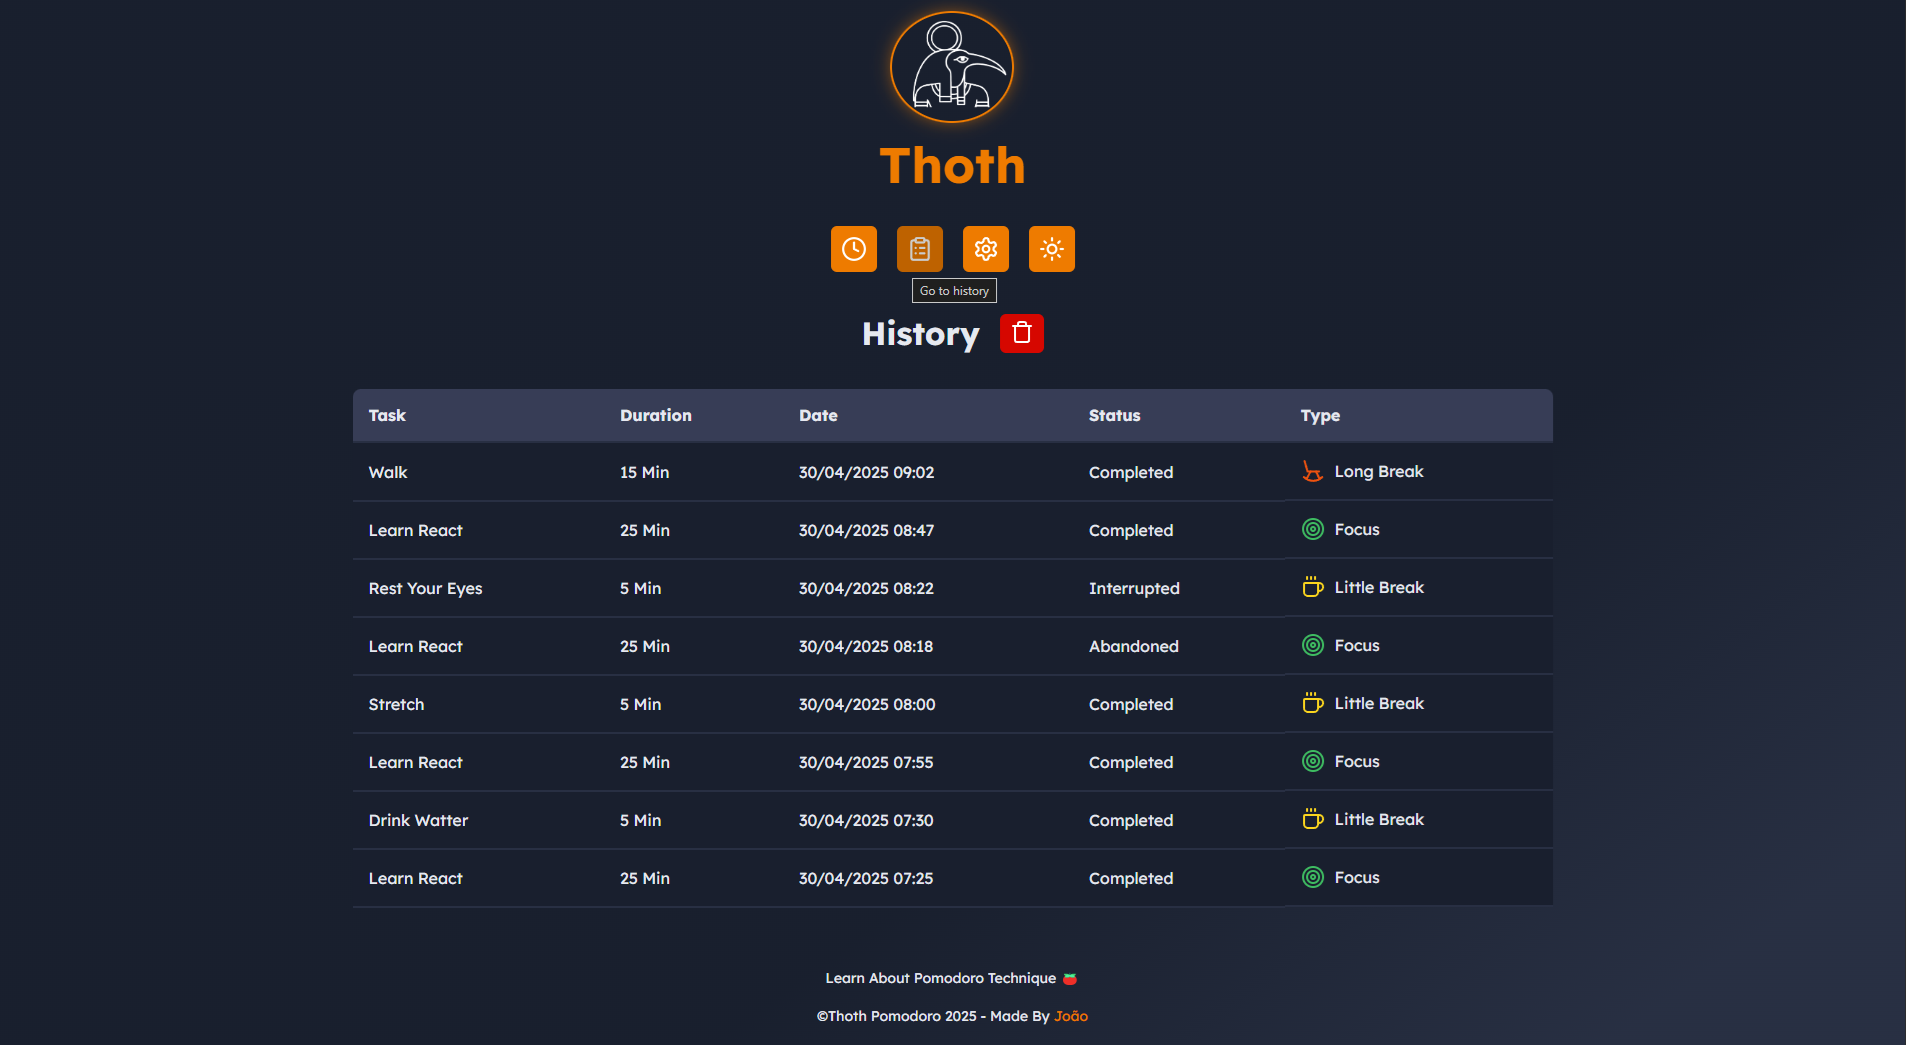 Thoth
Go to history
History
Task Duration Date Status Type
Walk 15 Min 30/04/2025 09:02 Completed Long Break
Learn React 25 Min 30/04/2025 08:47 Completed Focus
Rest Your Eyes 5 Min 30/04/2025 08:22 Interrupted Little Break
Learn React 25 Min 30/04/2025 08:18 Abandoned Focus
Stretch 5 Min 30/04/2025 08:00 Completed Little Break
Learn React 25 Min 30/04/2025 07:55 Completed Focus
Drink Watter 5 Min 30/04/2025 07:30 Completed Little Break
Learn React 25 Min 30/04/2025 07:25 Completed Focus
Learn About Pomodoro Technique 🍅
©Thoth Pomodoro 2025 - Made By João